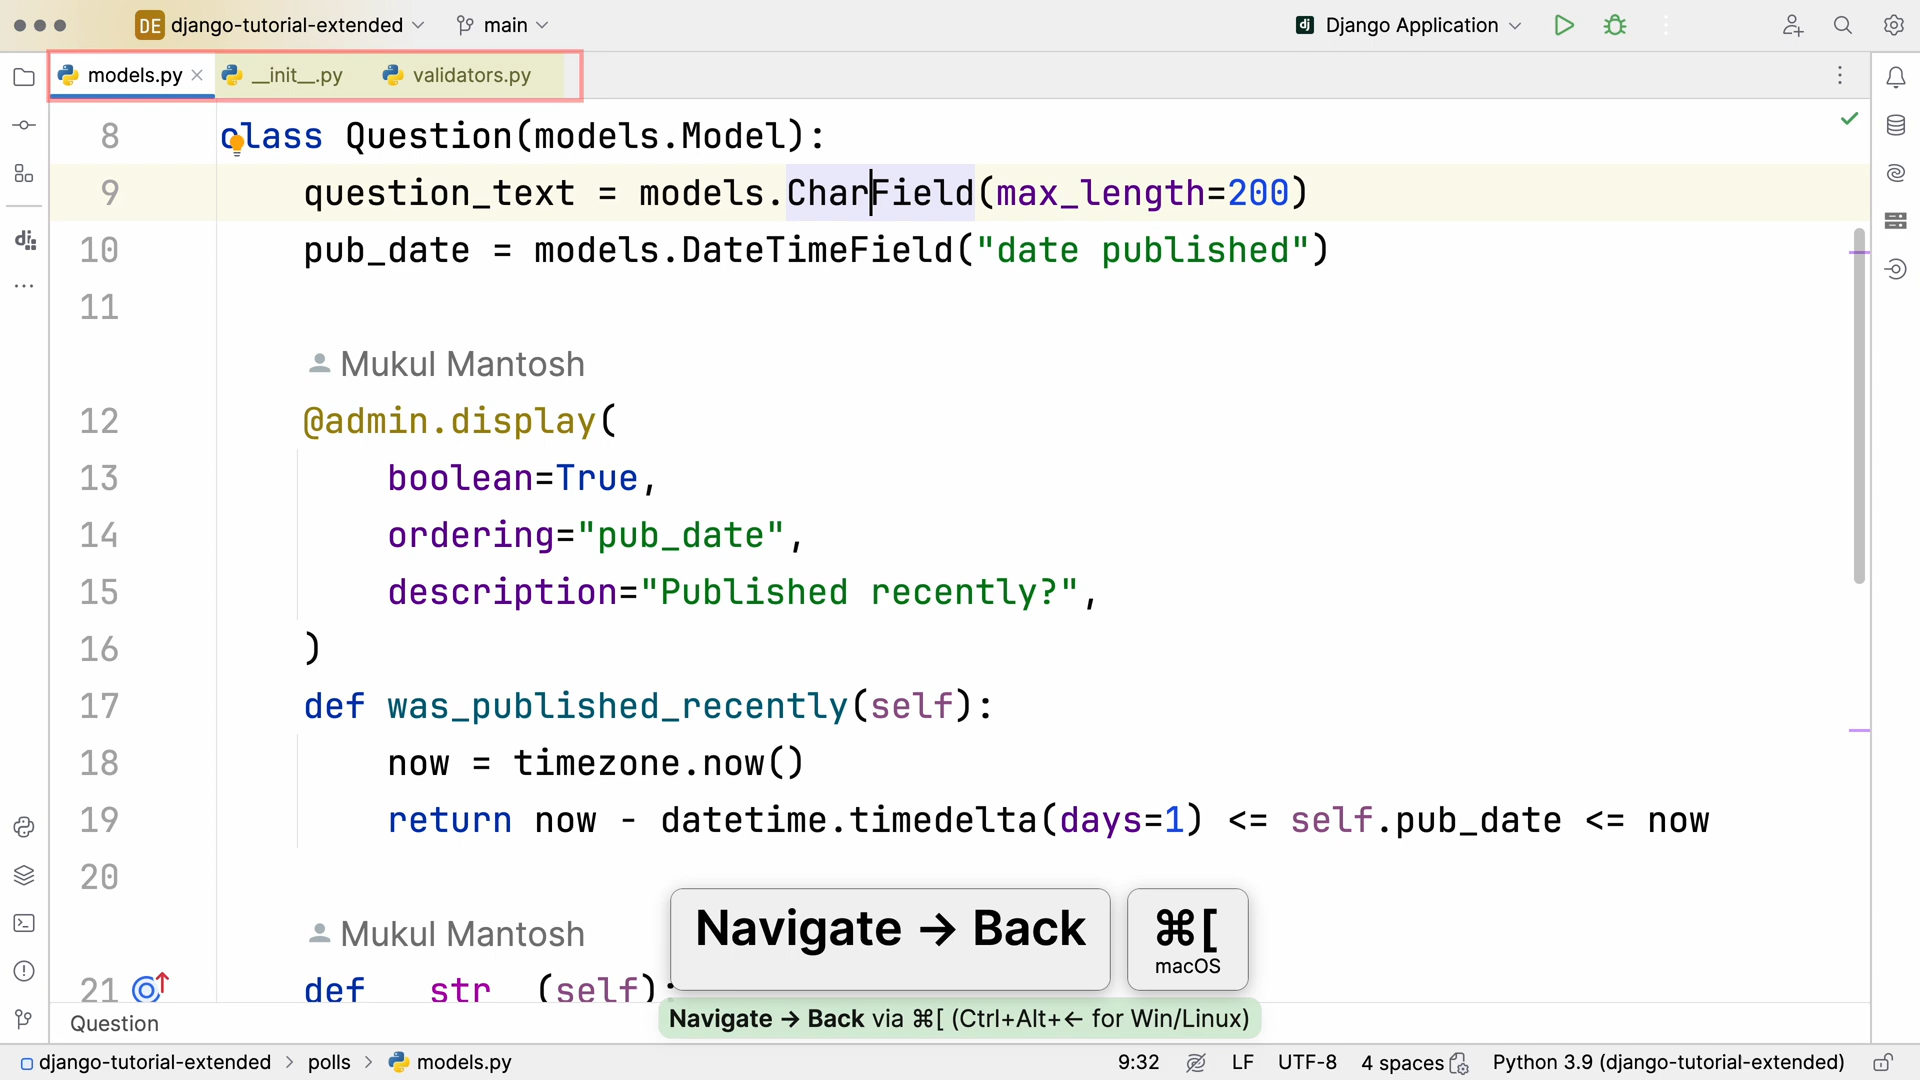 DE django-tutorial-extended main dj Django Application
models.py __init__.py validators.py
8 class Question(models.Model):
9 question_text = models.CharField(max_length=200)
10 pub_date = models.DateTimeField("date published")
11
Mukul Mantosh
12 @admin.display(
13 boolean=True,
14 ordering="pub_date",
15 description="Published recently?",
16 )
17 def was_published_recently(self):
18 now = timezone.now()
19 return now - datetime.timedelta(days=1) <= self.pub_date <= now
20
Mukul Mantosh
21 def __str__(self):
Navigate → Back ⌘[
macOS
Navigate → Back via ⌘[ (Ctrl+Alt+← for Win/Linux)
Question
django-tutorial-extended > polls > models.py 9:32 LF UTF-8 4 spaces Python 3.9 (django-tutorial-extended)